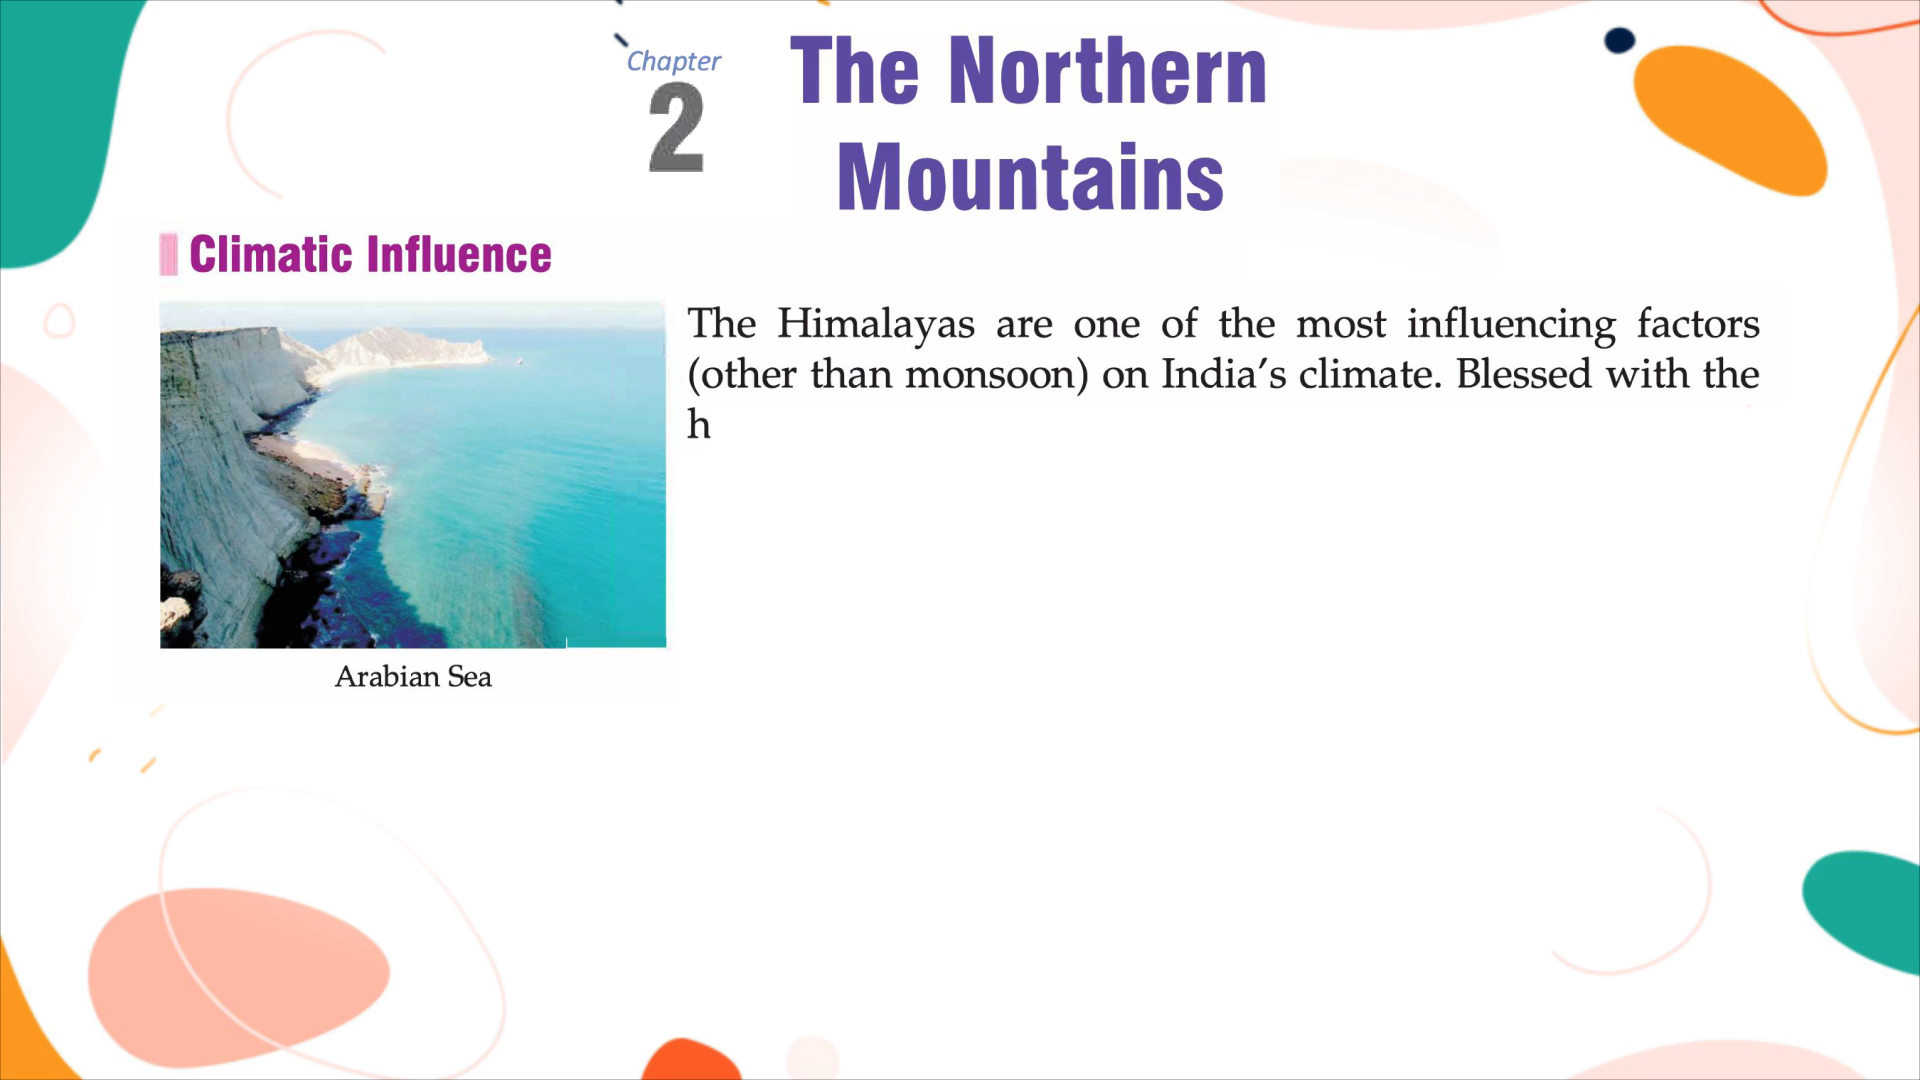 Chapter
2
The Northern
Mountains
Climatic Influence
The Himalayas are one of the most influencing factors
(other than monsoon) on India's climate. Blessed with the
h
Arabian Sea